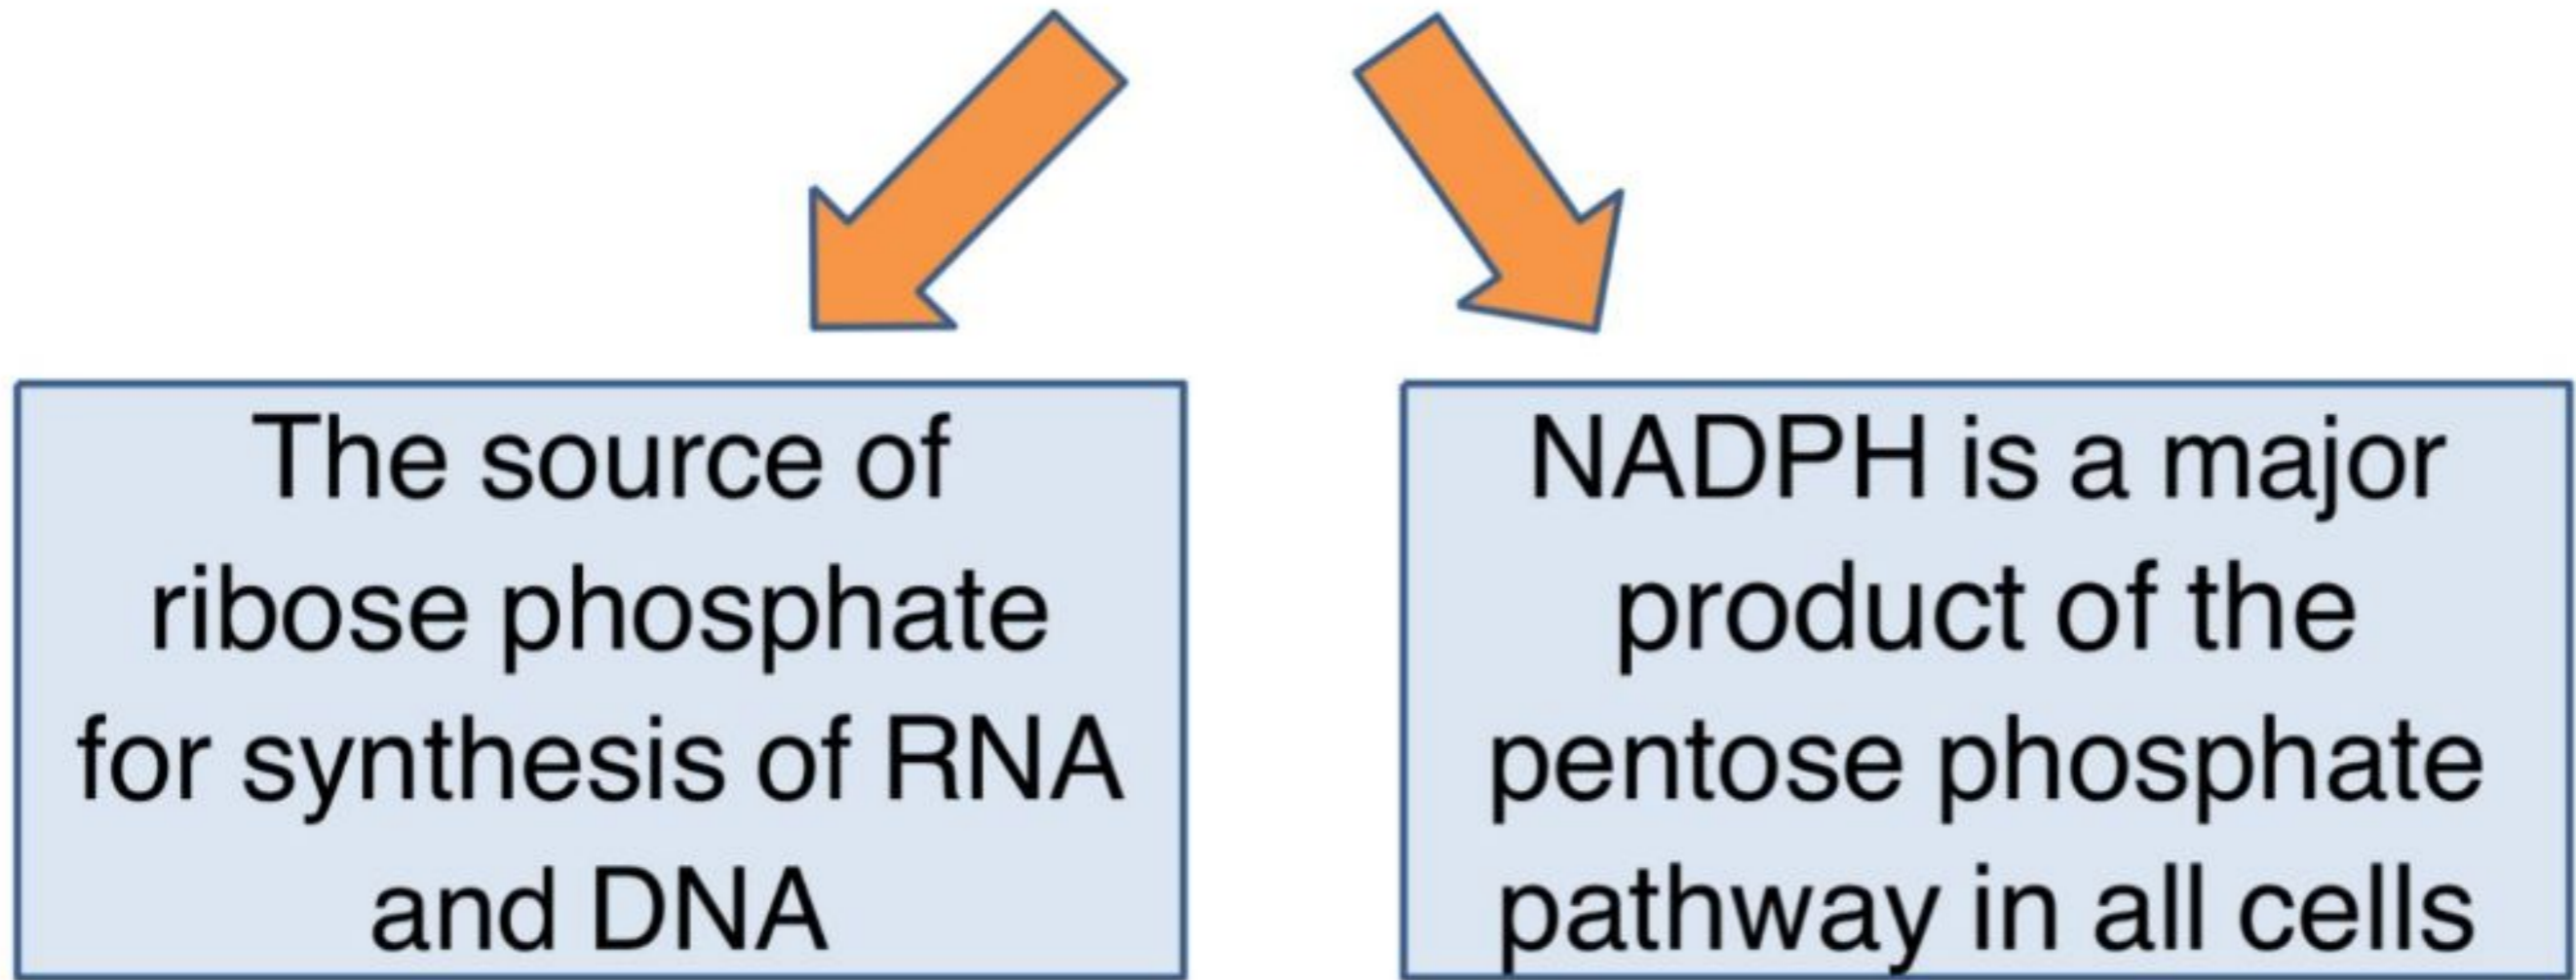 The source of
ribose phosphate
for synthesis of RNA
and DNA
NADPH is a major
product of the
pentose phosphate
pathway in all cells